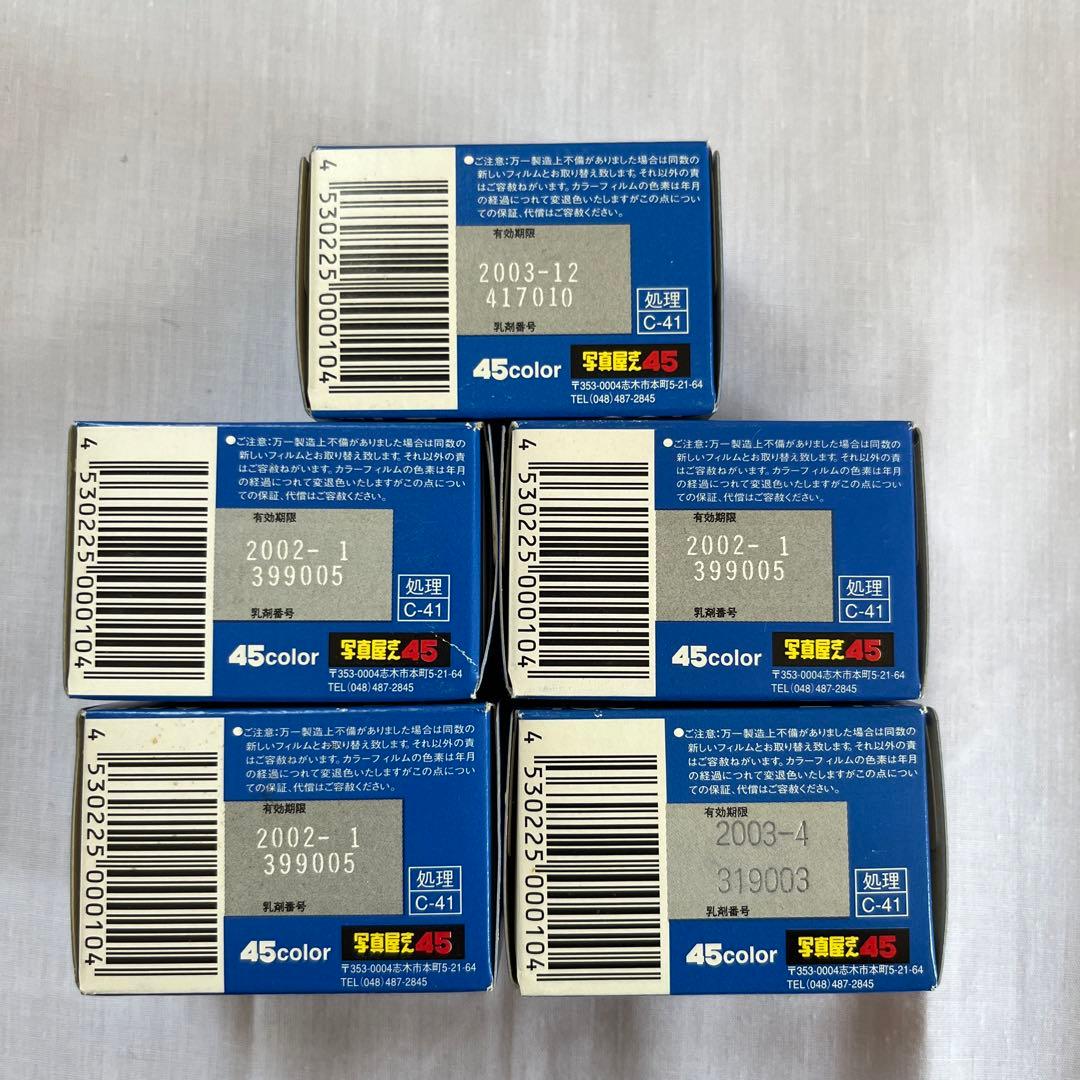 4 530225 000104
●ご注意:万一製造上不備がありました場合は同数の
新しいフィルムとお取り替え致します。それ以外の責
はご容赦ねがいます。カラーフィルムの色素は年月
の経過につれて変退色いたしますがこの点につい
ての保証、代償はご容赦ください。
有効期限
2003-12
417010
乳剤番号
処理
C-41
45color
写真屋さん45
〒353-0004志木市本町5-21-64
TEL(048)487-2845
4 530225 000104
●ご注意:万一製造上不備がありました場合は同数の
新しいフィルムとお取り替え致します。それ以外の責
はご容赦ねがいます。カラーフィルムの色素は年月
の経過につれて変退色いたしますがこの点につい
ての保証、代償はご容赦ください。
有効期限
2002- 1
399005
乳剤番号
処理
C-41
45color
写真屋さん45
〒353-0004志木市本町5-21-64
TEL(048)487-2845
4 530225 000104
●ご注意:万一製造上不備がありました場合は同数の
新しいフィルムとお取り替え致します。それ以外の責
はご容赦ねがいます。カラーフィルムの色素は年月
の経過につれて変退色いたしますがこの点につい
ての保証、代償はご容赦ください。
有効期限
2002- 1
399005
乳剤番号
処理
C-41
45color
写真屋さん45
〒353-0004志木市本町5-21-64
TEL(048)487-2845
4 530225 000104
●ご注意:万一製造上不備がありました場合は同数の
新しいフィルムとお取り替え致します。それ以外の責
はご容赦ねがいます。カラーフィルムの色素は年月
の経過につれて変退色いたしますがこの点につい
ての保証、代償はご容赦ください。
有効期限
2002- 1
399005
乳剤番号
処理
C-41
45color
写真屋さん45
〒353-0004志木市本町5-21-64
TEL(048)487-2845
4 530225 000104
●ご注意:万一製造上不備がありました場合は同数の
新しいフィルムとお取り替え致します。それ以外の責
はご容赦ねがいます。カラーフィルムの色素は年月
の経過につれて変退色いたしますがこの点につい
ての保証、代償はご容赦ください。
有効期限
2003-4
319003
乳剤番号
処理
C-41
45color
写真屋さん45
〒353-0004志木市本町5-21-64
TEL(048)487-2845